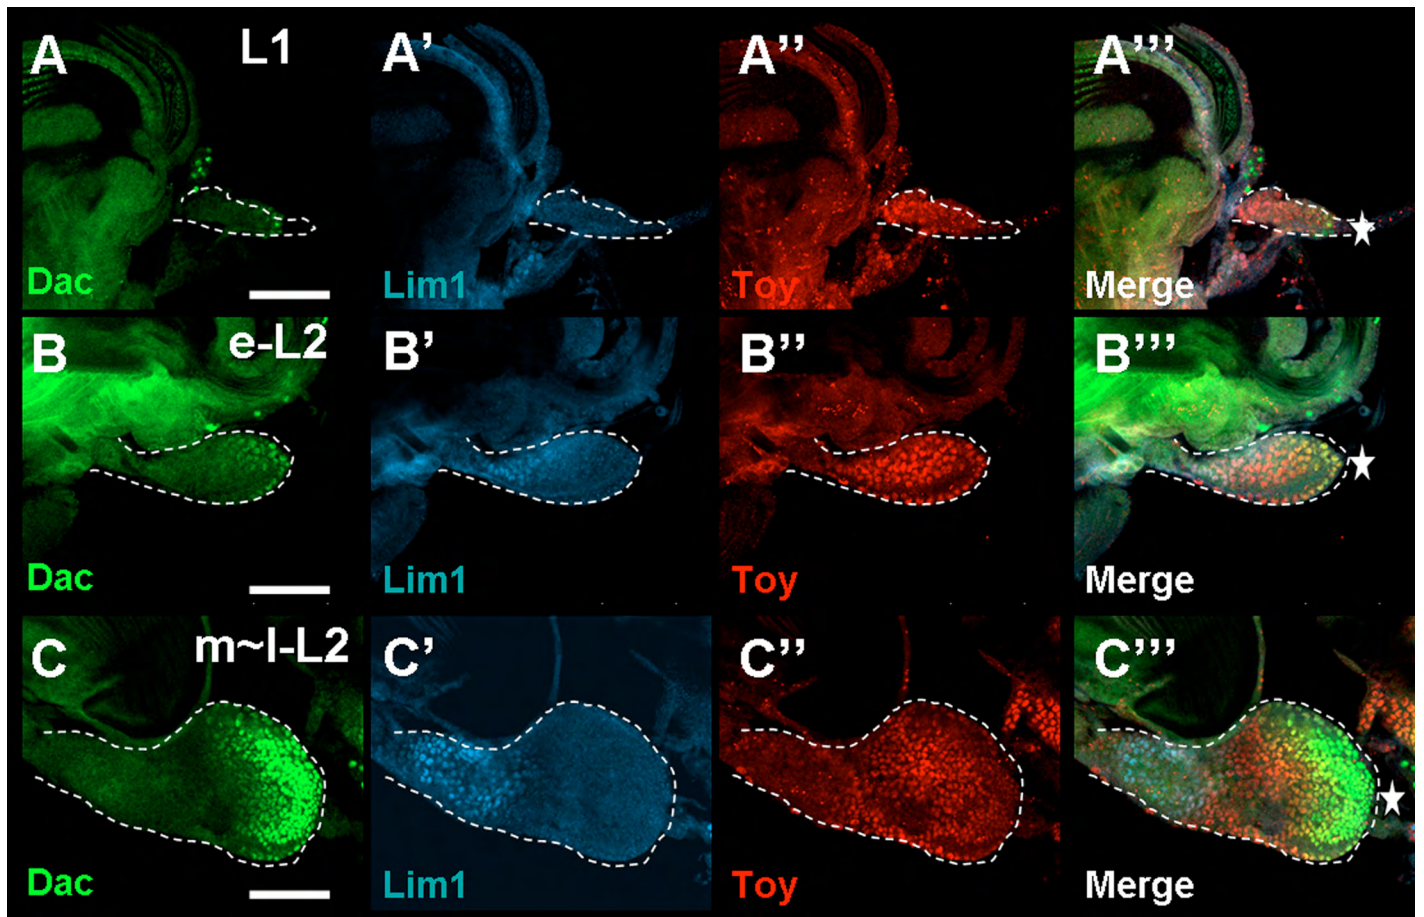 A L1 A’ A’’ A’’’
Dac Lim1 Toy Merge
B e-L2 B’ B’’ B’’’
Dac Lim1 Toy Merge
C m~l-L2 C’ C’’ C’’’
Dac Lim1 Toy Merge